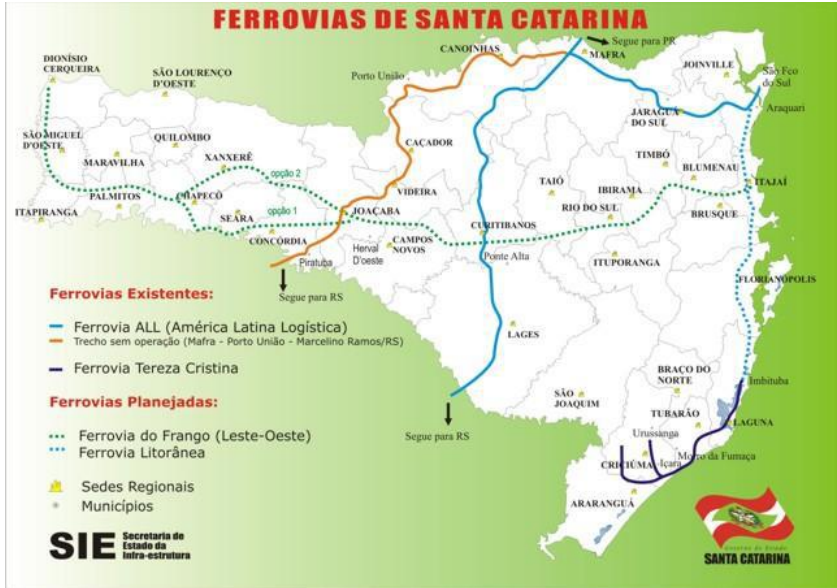 FERROVIAS DE SANTA CATARINA
Segue para PR
CANOINHAS
MAFRA
DIONÍSIO
CERQUEIRA
SÃO LOURENÇO
D'OESTE
Porto União
JOINVILLE
São Fco
do Sul
Araquari
JARAGUÁ
DO SUL
SÃO MIGUEL
D'OESTE
MARAVILHA
QUILOMBO
XANXERÊ
CAÇADOR
TIMBÓ
BLUMENAU
opção 2
VIDEIRA
TAIÓ
IBIRAMA
ITAJAÍ
ITAPIRANGA
PALMITOS
CHAPECÓ
SEARA
opção 1
JOAÇABA
RIO DO SUL
BRUSQUE
CONCÓRDIA
Piratuba
Herval
D'oeste
CAMPOS
NOVOS
CURITIBANOS
Ponte Alta
ITUPORANGA
Segue para RS
FLORIANÓPOLIS
Ferrovias Existentes:
Ferrovia ALL (América Latina Logística)
Trecho sem operação (Mafra - Porto União - Marcelino Ramos/RS)
Ferrovia Tereza Cristina
LAGES
BRAÇO DO
NORTE
Imbituba
Ferrovias Planejadas:
SÃO
JOAQUIM
TUBARÃO
LAGUNA
Ferrovia do Frango (Leste-Oeste)
Ferrovia Litorânea
Segue para RS
Urussanga
CRICIÚMA
Içara
Morro da Fumaça
Sedes Regionais
Municípios
ARARANGUÁ
SIE
Secretaria de
Estado da
Infra-estrutura
Governo do Estado
SANTA CATARINA